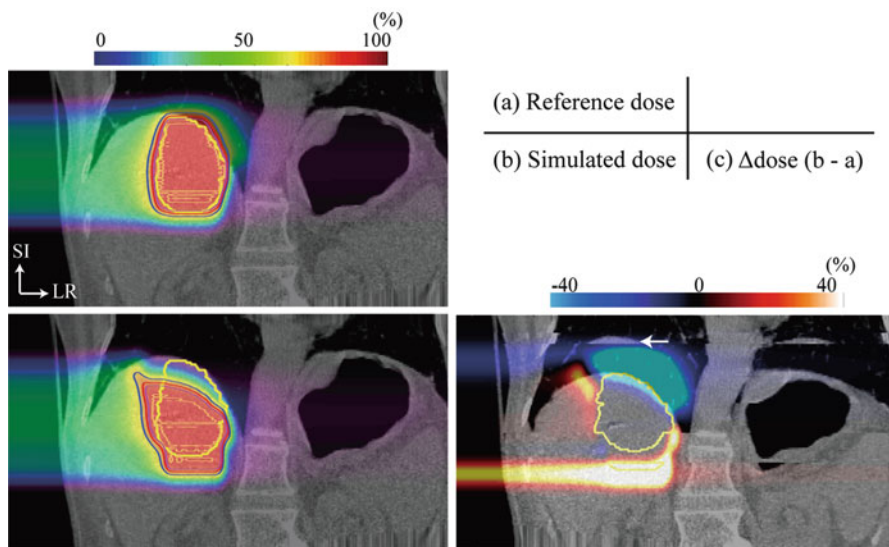 (%)
0 50 100
(a) Reference dose
(b) Simulated dose
(c) Δdose (b - a)
SI
LR
(%)
-40 0 40